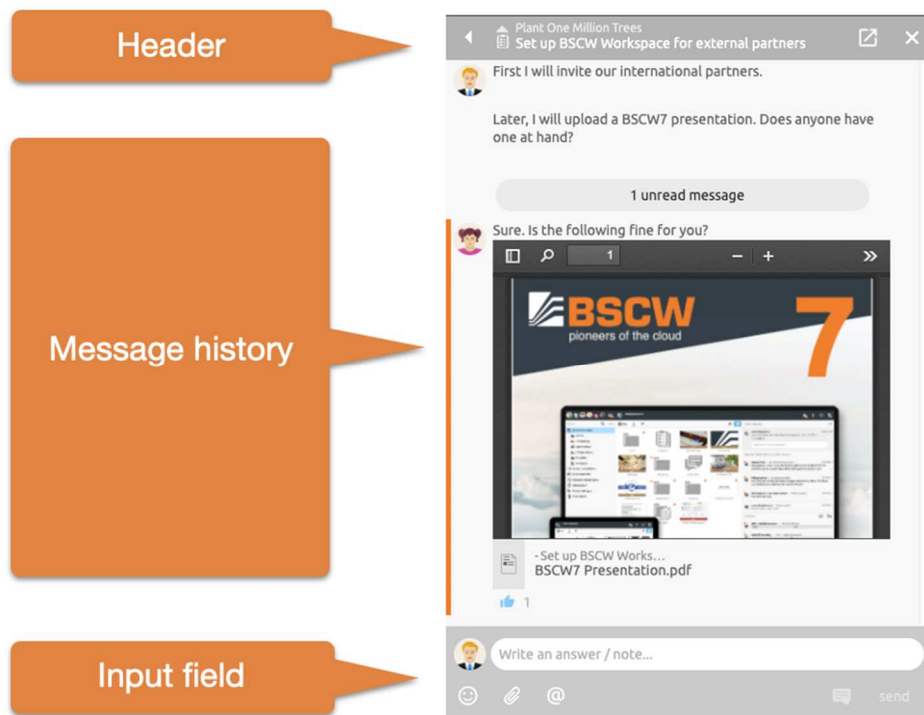 Header
Plant One Million Trees
Set up BSCW Workspace for external partners
First I will invite our international partners.
Later, I will upload a BSCW7 presentation. Does anyone have
one at hand?
1 unread message
Message history
Sure. Is the following fine for you?
1
BSCW 7
pioneers of the cloud
-Set up BSCW Works...
BSCW7 Presentation.pdf
1
Input field
Write an answer / note...
@
send